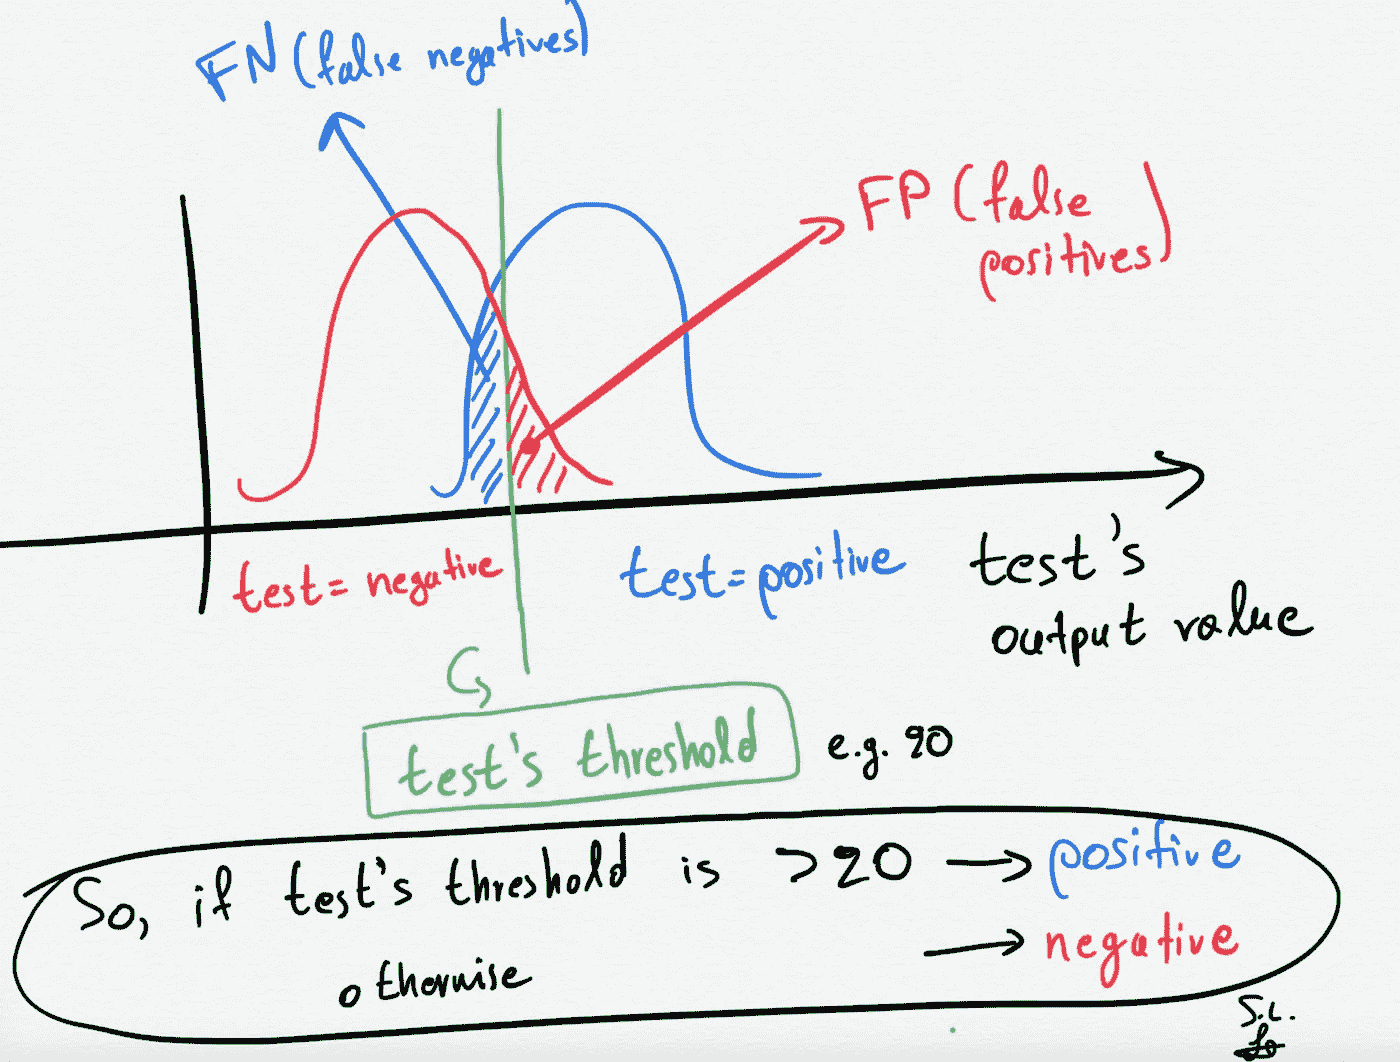 FN (false negatives)
FP (false
positives)
test= negative
test=positive
test's
output value
test's threshold
e.g. 20
So, if test's threshold is >20 → positive
otherwise → negative
S.L.